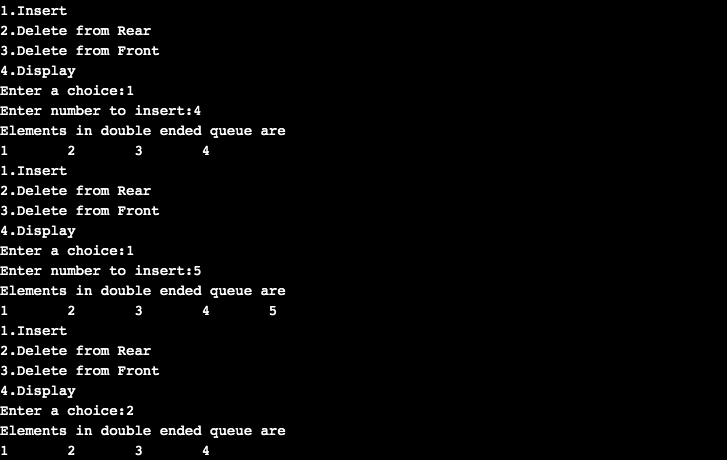 1.Insert
2.Delete from Rear
3.Delete from Front
4.Display
Enter a choice:1
Enter number to insert:4
Elements in double ended queue are
1 2 3 4
1.Insert
2.Delete from Rear
3.Delete from Front
4.Display
Enter a choice:1
Enter number to insert:5
Elements in double ended queue are
1 2 3 4 5
1.Insert
2.Delete from Rear
3.Delete from Front
4.Display
Enter a choice:2
Elements in double ended queue are
1 2 3 4